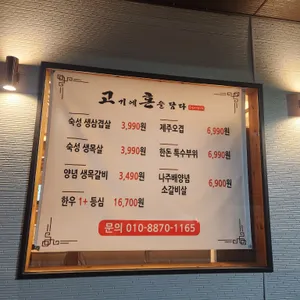 고기에 혼을 담다
숙성 생삼겹살 3,990원
숙성 생목살 3,990원
양념 생목갈비 3,490원
한우 1+ 등심 16,700원
제주오겹 6,990원
한돈 특수부위 6,990원
나주배양념
소갈비살 6,900원
문의 010-8870-1165